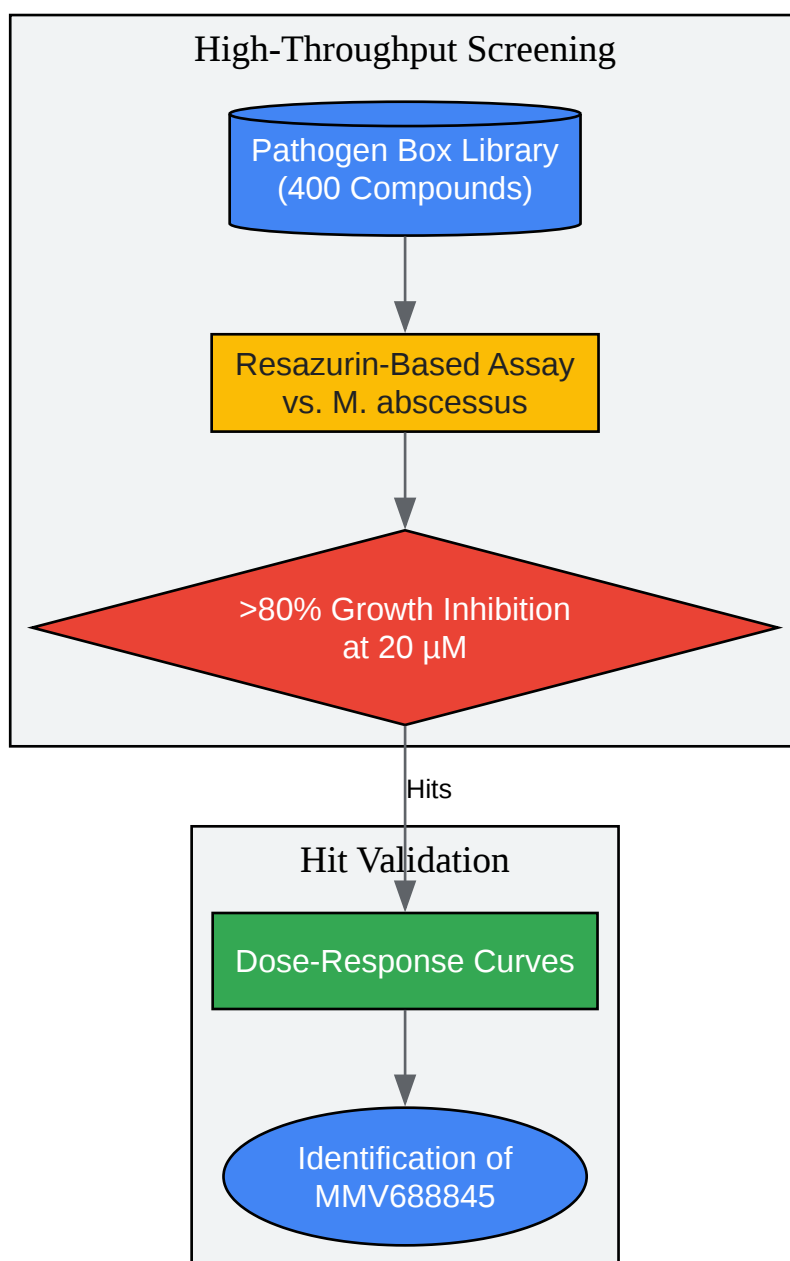 High-Throughput Screening
Pathogen Box Library
(400 Compounds)
Resazurin-Based Assay
vs. M. abscessus
>80% Growth Inhibition
at 20 µM
Hits
Hit Validation
Dose-Response Curves
Identification of
MMV688845